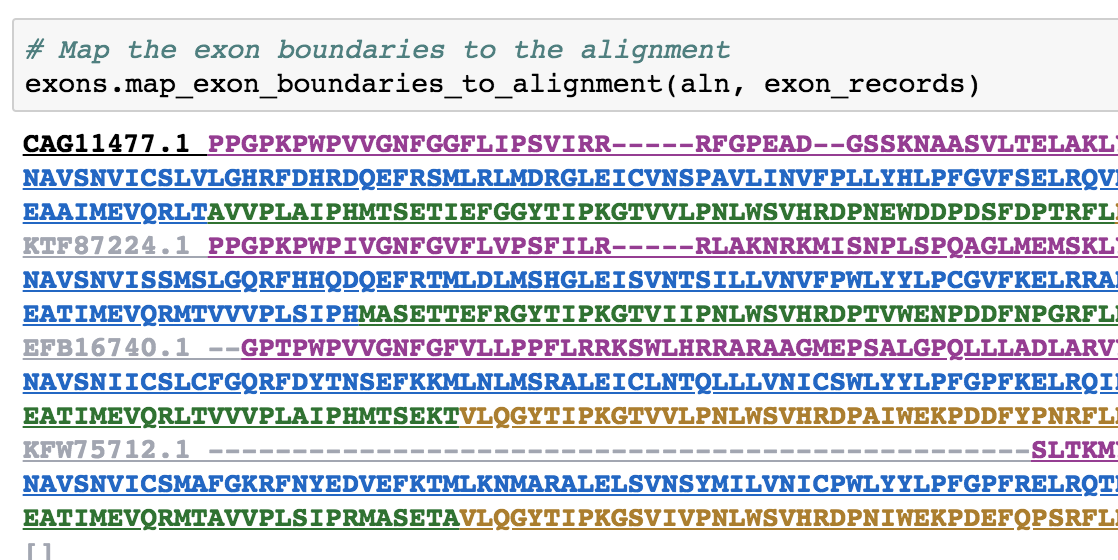 # Map the exon boundaries to the alignment
exons.map_exon_boundaries_to_alignment(aln, exon_records)
CAG11477.1 PPGPKPWPVVGNFGGFLIPSVIRR-----RFGPEAD--GSSKNAASVLTELAKL
NAVSNVICSLVLGHRFDHRDQEFRSMLRLMDRGLEICVNSPAVLINVFPLLYHLPFGVFSELRQV
EAAIMEVQRLTAVVPLAIPHMTSETIEFGGYTIPKGTVVLPNLWSVHRDPNEWDDPDSFDPTRFL
KTF87224.1 PPGPKPWPIVGNFGVFLVPSFILR-----RLAKNRKMISNPLSPQAGLMEMSKL
NAVSNVISSMSLGQRFHHQDQEFRTMLDLMSHGLEISVNTSILLVNVFPWLYYLPCGVFKELRRA
EATIMEVQRMTVVVPLSIPHMASETTEFRGYTIPKGTVIIPNLWSVHRDPTVWENPDDFNPGRFL
EFB16740.1 --GPTPWPVVGNFGFVLLPPFLRRKSWLHRRARAAGMEPSALGPQLLLADLARV
NAVSNIICSLCFGQRFDYTNSEFKKMLNLMSRALEICLNTQLLLVNICSWLYYLPFGPFKELRQI
EATIMEVQRLTVVVPLAIPHMTSEKTVLQGYTIPKGTVVLPNLWSVHRDPAIWEKPDDFYPNRFL
KFW75712.1 -------------------------------------------------SLTKM
NAVSNVICSMAFGKRFNYEDVEFKTMLKNMARALELSVNSYMILVNICPWLYYLPFGPFRELRQT
EATIMEVQRMTAVVPLSIPRMASETAVLQGYTIPKGSVIVPNLWSVHRDPNIWEKPDEFQPSRFL
[]